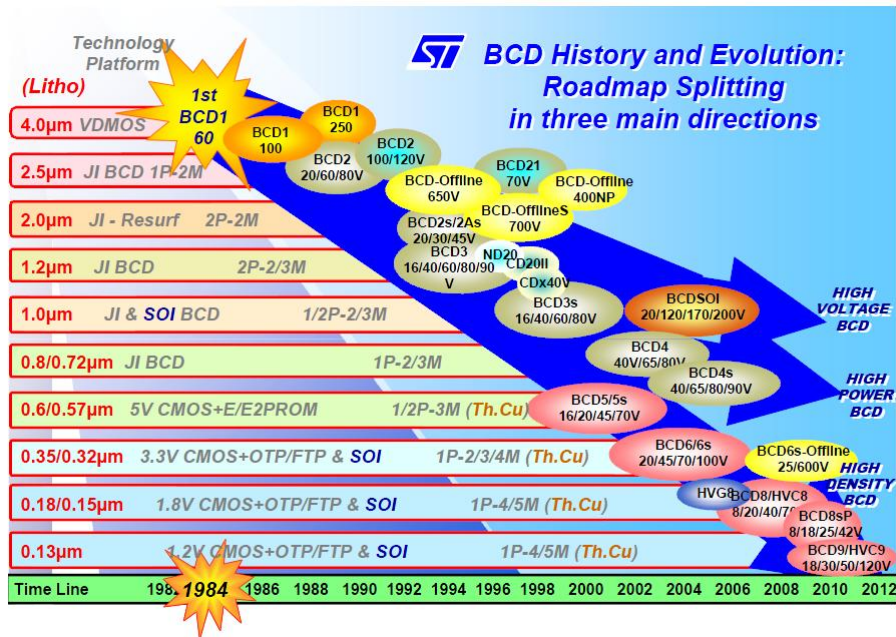 Technology
Platform
(Litho)
ST
BCD History and Evolution:
Roadmap Splitting
in three main directions
1st
BCD1
60
4.0µm VDMOS
BCD1
100
BCD1
250
BCD2
20/60/80V
BCD2
100/120V
2.5µm JI BCD 1P-2M
BCD-Offline
650V
BCD21
70V
BCD-Offline
400NP
2.0µm JI - Resurf 2P-2M
BCD-OfflineS
700V
BCD2s/2As
20/30/45V
1.2µm JI BCD 2P-2/3M
BCD3
16/40/60/80/90
V
ND20
CD20II
CDx40V
1.0µm JI & SOI BCD 1/2P-2/3M
BCD3s
16/40/60/80V
BCDSOI
20/120/170/200V
HIGH
VOLTAGE
BCD
0.8/0.72µm JI BCD 1P-2/3M
BCD4
40V/65/80V
BCD4s
40/65/80/90V
HIGH
POWER
BCD
0.6/0.57µm 5V CMOS+E/E2PROM 1/2P-3M (Th.Cu)
BCD5/5s
16/20/45/70V
0.35/0.32µm 3.3V CMOS+OTP/FTP & SOI 1P-2/3/4M (Th.Cu)
BCD6/6s
20/45/70/100V
BCD6s-Offline
25/600V
HIGH
DENSITY
BCD
0.18/0.15µm 1.8V CMOS+OTP/FTP & SOI 1P-4/5M (Th.Cu)
HVG8
BCD8/HVC8
BCD8sP
8/18/25/42V
0.13µm 1.2V CMOS+OTP/FTP & SOI 1P-4/5M (Th.Cu)
BCD9/HVC9
18/30/50/120V
Time Line 1984 1986 1988 1990 1992 1994 1996 1998 2000 2002 2004 2006 2008 2010 2012